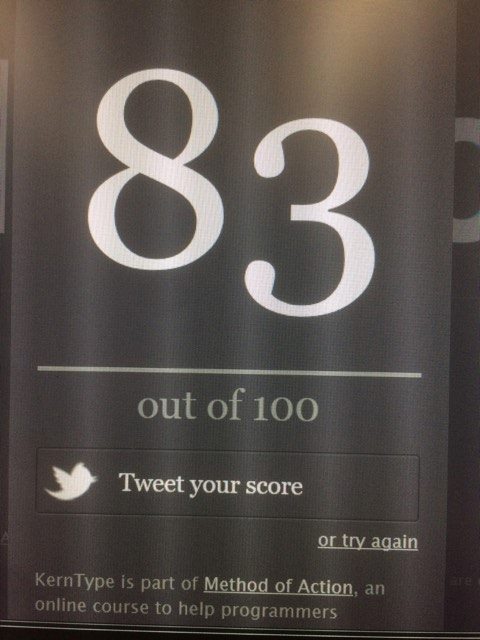 83
out of 100
Tweet your score
or try again
KernType is part of Method of Action, an
online course to help programmers